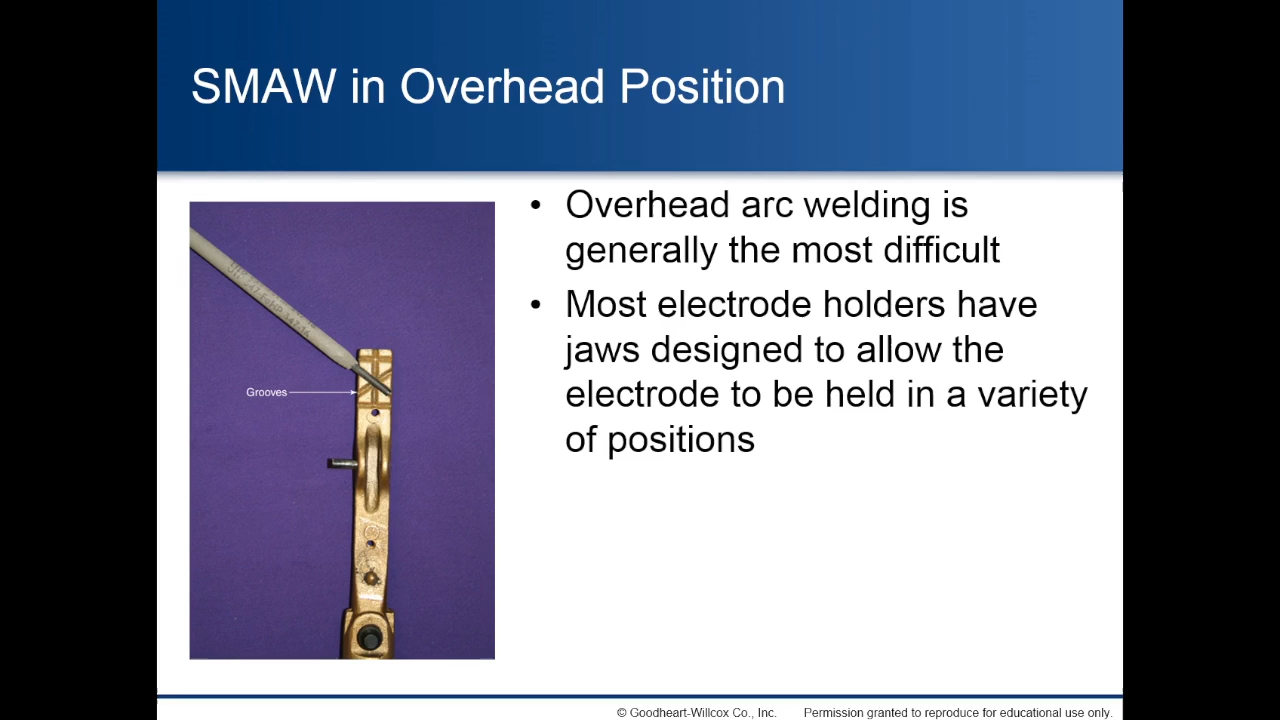 SMAW in Overhead Position
• Overhead arc welding is
generally the most difficult
• Most electrode holders have
jaws designed to allow the
electrode to be held in a variety
of positions
Grooves
© Goodheart-Willcox Co., Inc. Permission granted to reproduce for educational use only.